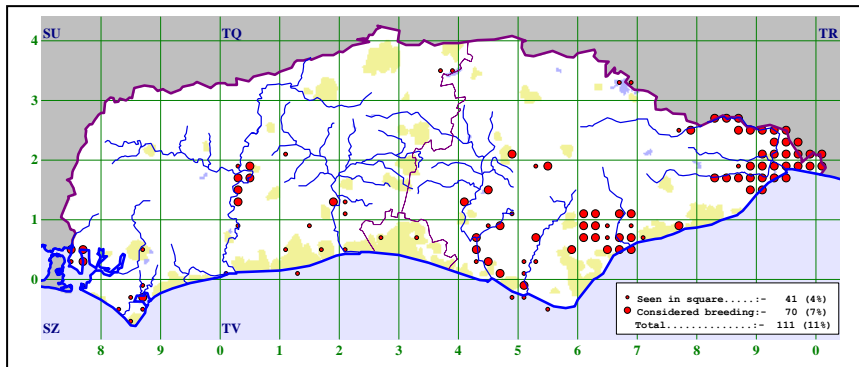 SU TQ TR
4
3
2
1
0
SZ TV
Seen in square.....:- 41 (4%)
Considered breeding:- 70 (7%)
Total..............:- 111 (11%)
8 9 0 1 2 3 4 5 6 7 8 9 0